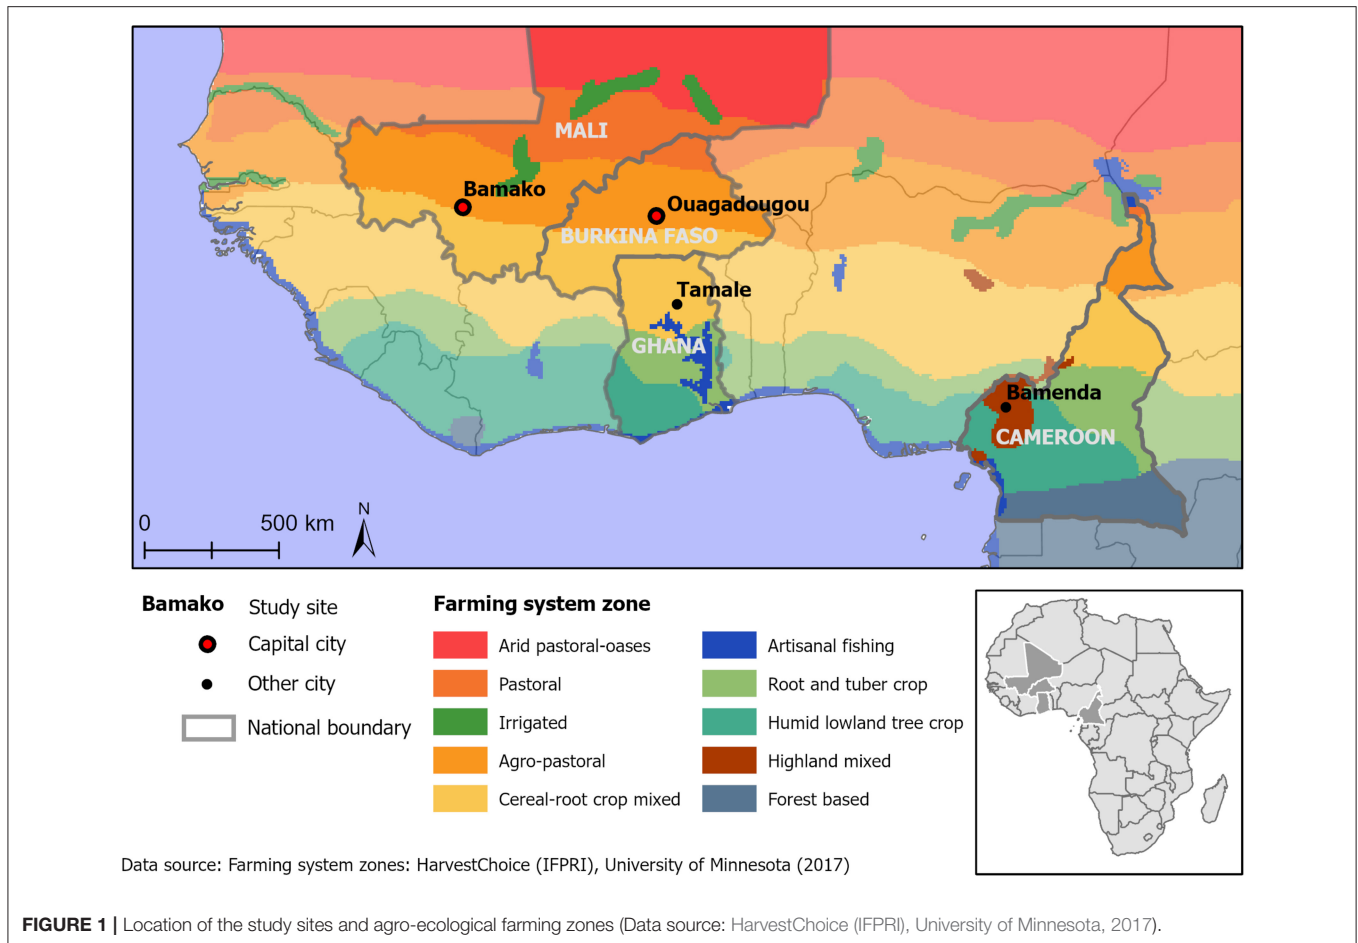 MALI
Bamako
Ouagadougou
BURKINA FASO
Tamale
GHANA
Bamenda
CAMEROON
0 500 km
N
Bamako Study site
Capital city
Other city
National boundary
Farming system zone
Arid pastoral-oases
Pastoral
Irrigated
Agro-pastoral
Cereal-root crop mixed
Artisanal fishing
Root and tuber crop
Humid lowland tree crop
Highland mixed
Forest based
Data source: Farming system zones: HarvestChoice (IFPRI), University of Minnesota (2017)
FIGURE 1 | Location of the study sites and agro-ecological farming zones (Data source: HarvestChoice (IFPRI), University of Minnesota, 2017).